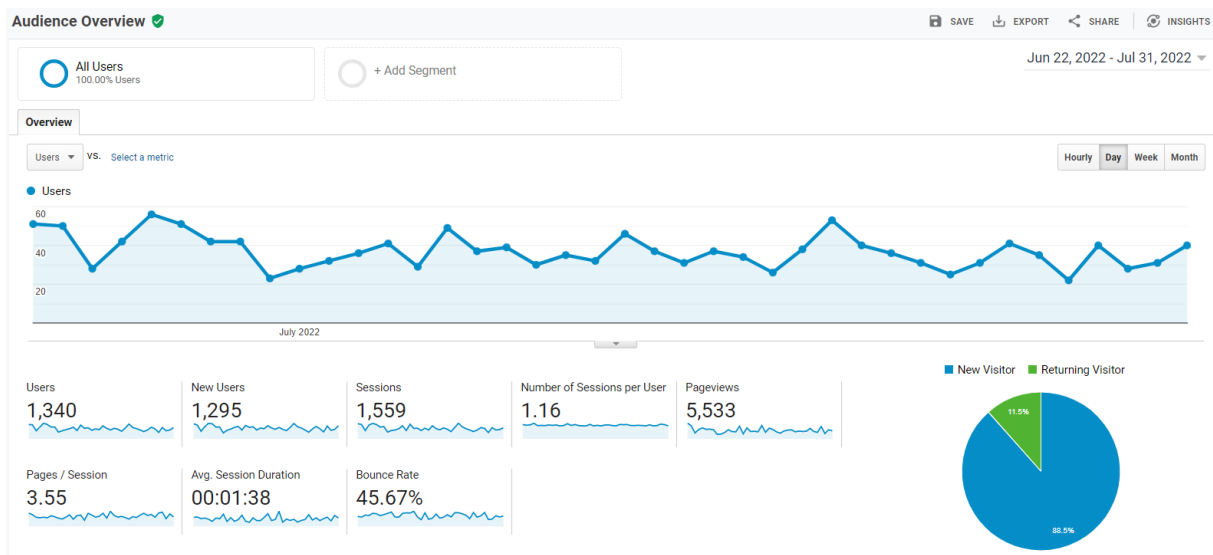 Audience Overview
SAVE EXPORT SHARE INSIGHTS
All Users
100.00% Users
+ Add Segment
Jun 22, 2022 - Jul 31, 2022
Overview
Users VS. Select a metric
Hourly Day Week Month
Users
60
40
20
July 2022
New Visitor Returning Visitor
Users New Users Sessions Number of Sessions per User Pageviews
1,340 1,295 1,559 1.16 5,533
11.5%
Pages / Session Avg. Session Duration Bounce Rate
3.55 00:01:38 45.67%
88.5%